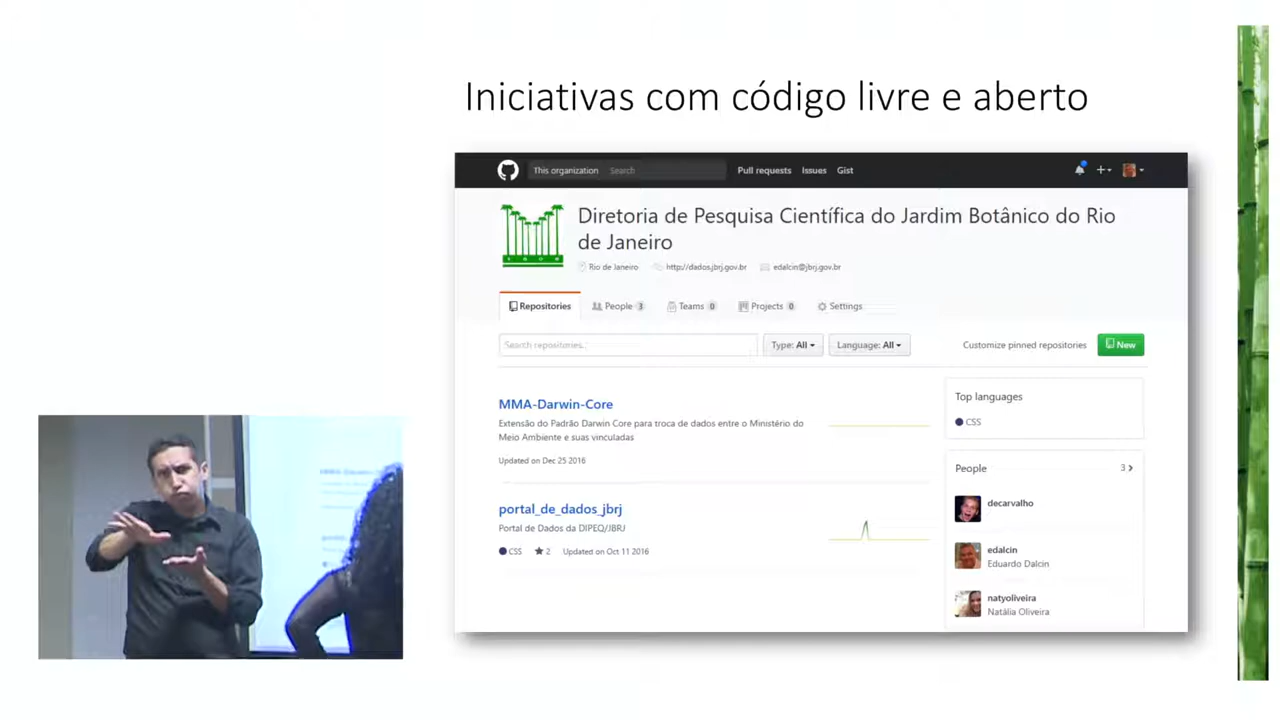 Iniciativas com código livre e aberto
This organization Search Pull requests Issues Gist
Diretoria de Pesquisa Científica do Jardim Botânico do Rio
de Janeiro
Rio de Janeiro http://dados.jbrj.gov.br edalcin@jbrj.gov.br
Repositories People 3 Teams 0 Projects 0 Settings
Search repositories... Type: All Language: All Customize pinned repositories New
MMA-Darwin-Core
Extensão do Padrão Darwin Core para troca de dados entre o Ministério do
Meio Ambiente e suas vinculadas
Updated on Dec 25 2016
portal_de_dados_jbrj
Portal de Dados da DIPEQ/JBRJ
CSS 2 Updated on Oct 11 2016
Top languages
CSS
People 3
decarvalho
edalcin
Eduardo Dalcin
natyoliveira
Natália Oliveira